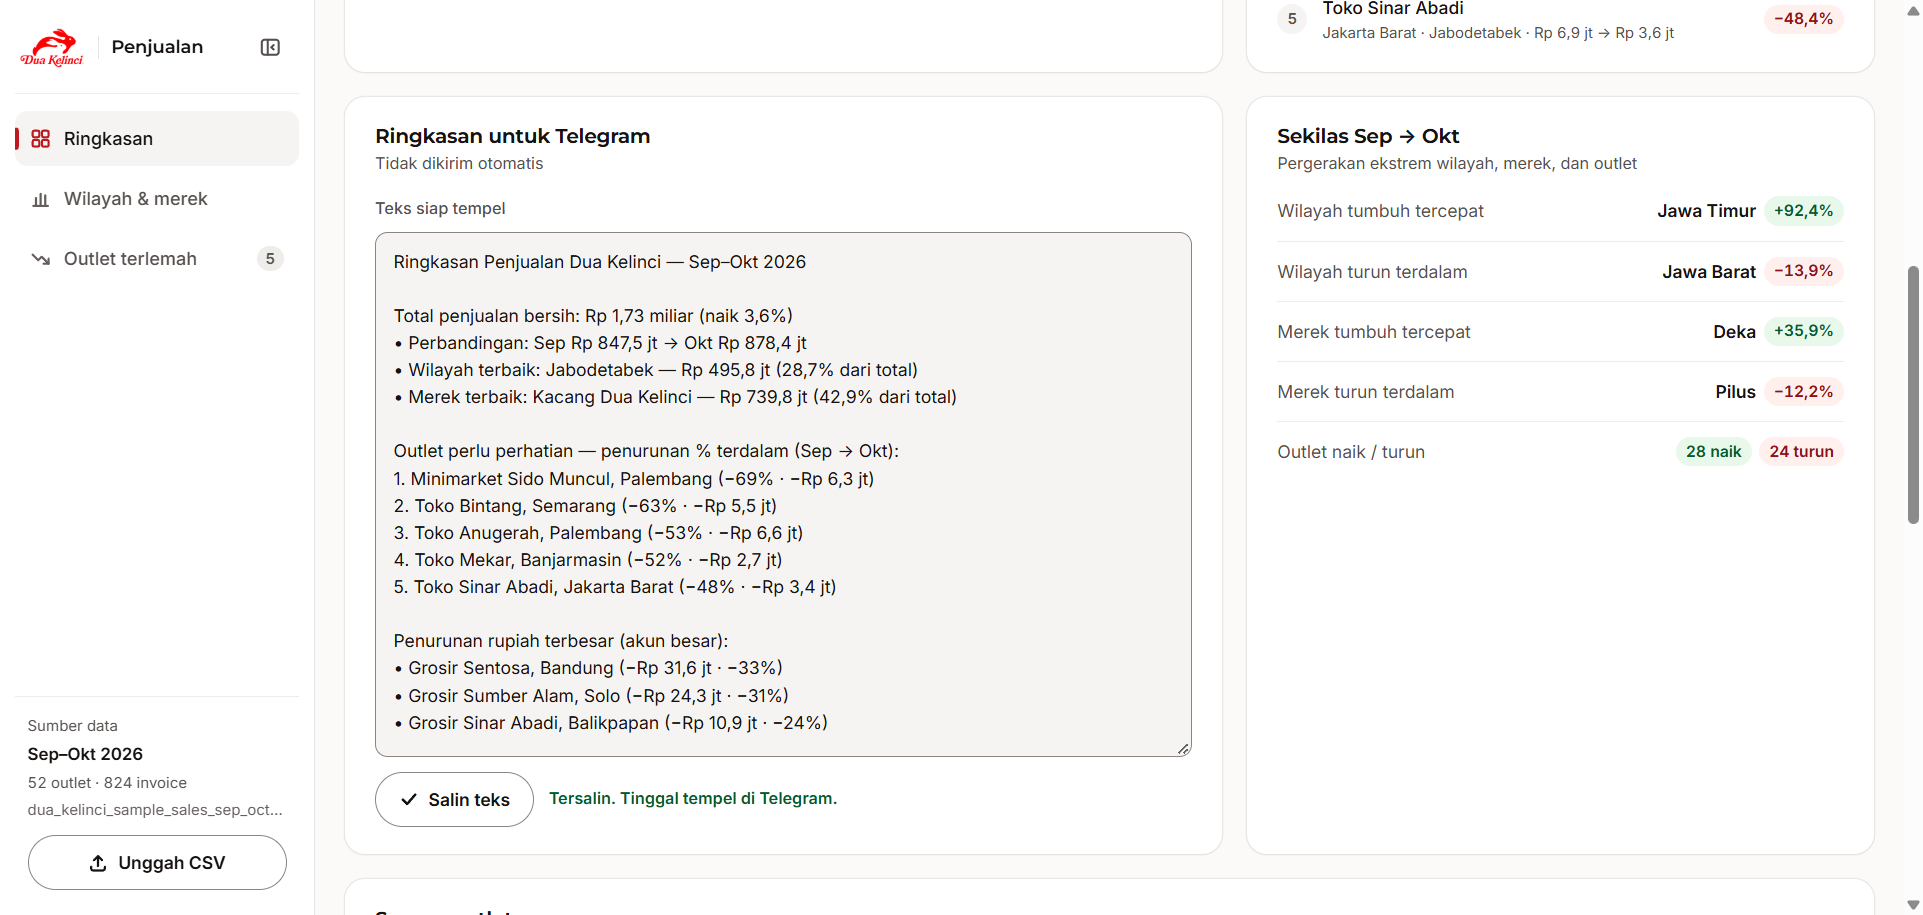 Dua Kelinci
Penjualan
Ringkasan
Wilayah & merek
Outlet terlemah
5
Sumber data
Sep–Okt 2026
52 outlet · 824 invoice
dua_kelinci_sample_sales_sep_oct...
Unggah CSV
5
Toko Sinar Abadi
Jakarta Barat · Jabodetabek · Rp 6,9 jt → Rp 3,6 jt
−48,4%
Ringkasan untuk Telegram
Tidak dikirim otomatis
Teks siap tempel
Ringkasan Penjualan Dua Kelinci — Sep–Okt 2026
Total penjualan bersih: Rp 1,73 miliar (naik 3,6%)
• Perbandingan: Sep Rp 847,5 jt → Okt Rp 878,4 jt
• Wilayah terbaik: Jabodetabek — Rp 495,8 jt (28,7% dari total)
• Merek terbaik: Kacang Dua Kelinci — Rp 739,8 jt (42,9% dari total)
Outlet perlu perhatian — penurunan % terdalam (Sep → Okt):
1. Minimarket Sido Muncul, Palembang (−69% · −Rp 6,3 jt)
2. Toko Bintang, Semarang (−63% · −Rp 5,5 jt)
3. Toko Anugerah, Palembang (−53% · −Rp 6,6 jt)
4. Toko Mekar, Banjarmasin (−52% · −Rp 2,7 jt)
5. Toko Sinar Abadi, Jakarta Barat (−48% · −Rp 3,4 jt)
Penurunan rupiah terbesar (akun besar):
• Grosir Sentosa, Bandung (−Rp 31,6 jt · −33%)
• Grosir Sumber Alam, Solo (−Rp 24,3 jt · −31%)
• Grosir Sinar Abadi, Balikpapan (−Rp 10,9 jt · −24%)
Salin teks
Tersalin. Tinggal tempel di Telegram.
Sekilas Sep → Okt
Pergerakan ekstrem wilayah, merek, dan outlet
Wilayah tumbuh tercepat Jawa Timur +92,4%
Wilayah turun terdalam Jawa Barat −13,9%
Merek tumbuh tercepat Deka +35,9%
Merek turun terdalam Pilus −12,2%
Outlet naik / turun 28 naik 24 turun